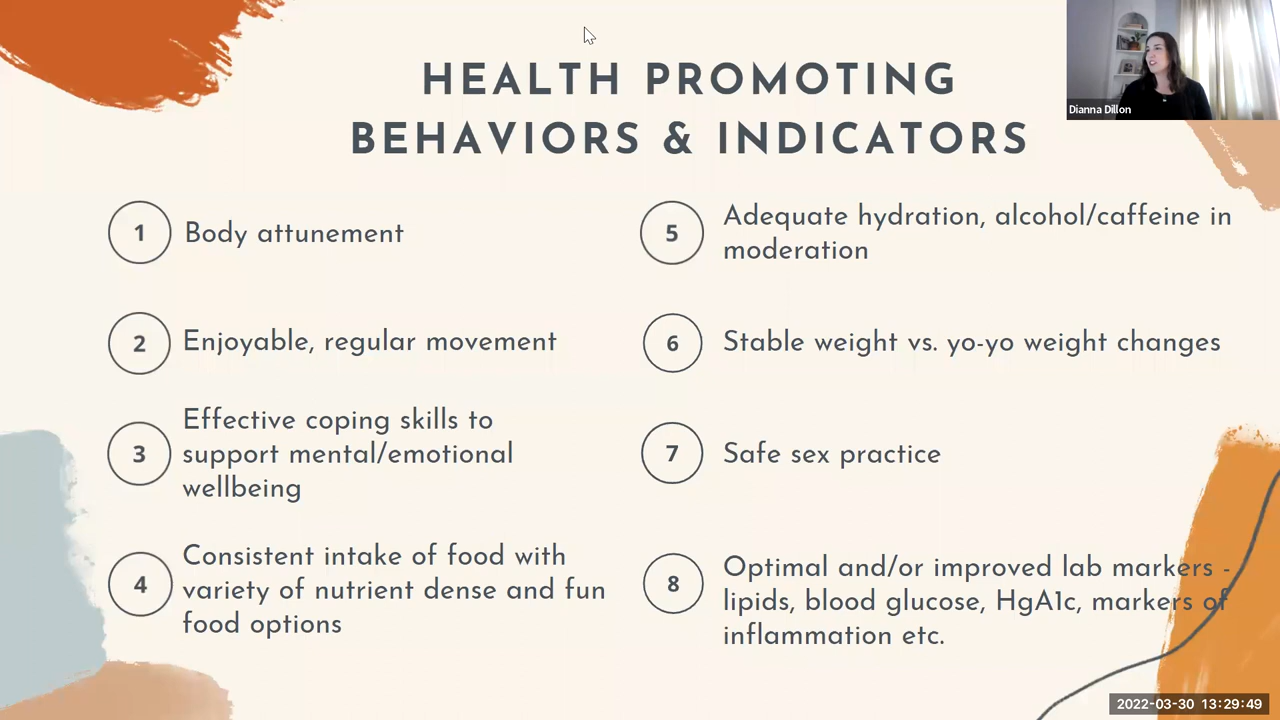 HEALTH PROMOTING
BEHAVIORS & INDICATORS
Dianna Dillon
1 Body attunement
2 Enjoyable, regular movement
3 Effective coping skills to
support mental/emotional
wellbeing
4 Consistent intake of food with
variety of nutrient dense and fun
food options
5 Adequate hydration, alcohol/caffeine in
moderation
6 Stable weight vs. yo-yo weight changes
7 Safe sex practice
8 Optimal and/or improved lab markers -
lipids, blood glucose, HgA1c, markers of
inflammation etc.
2022-03-30 13:29:49